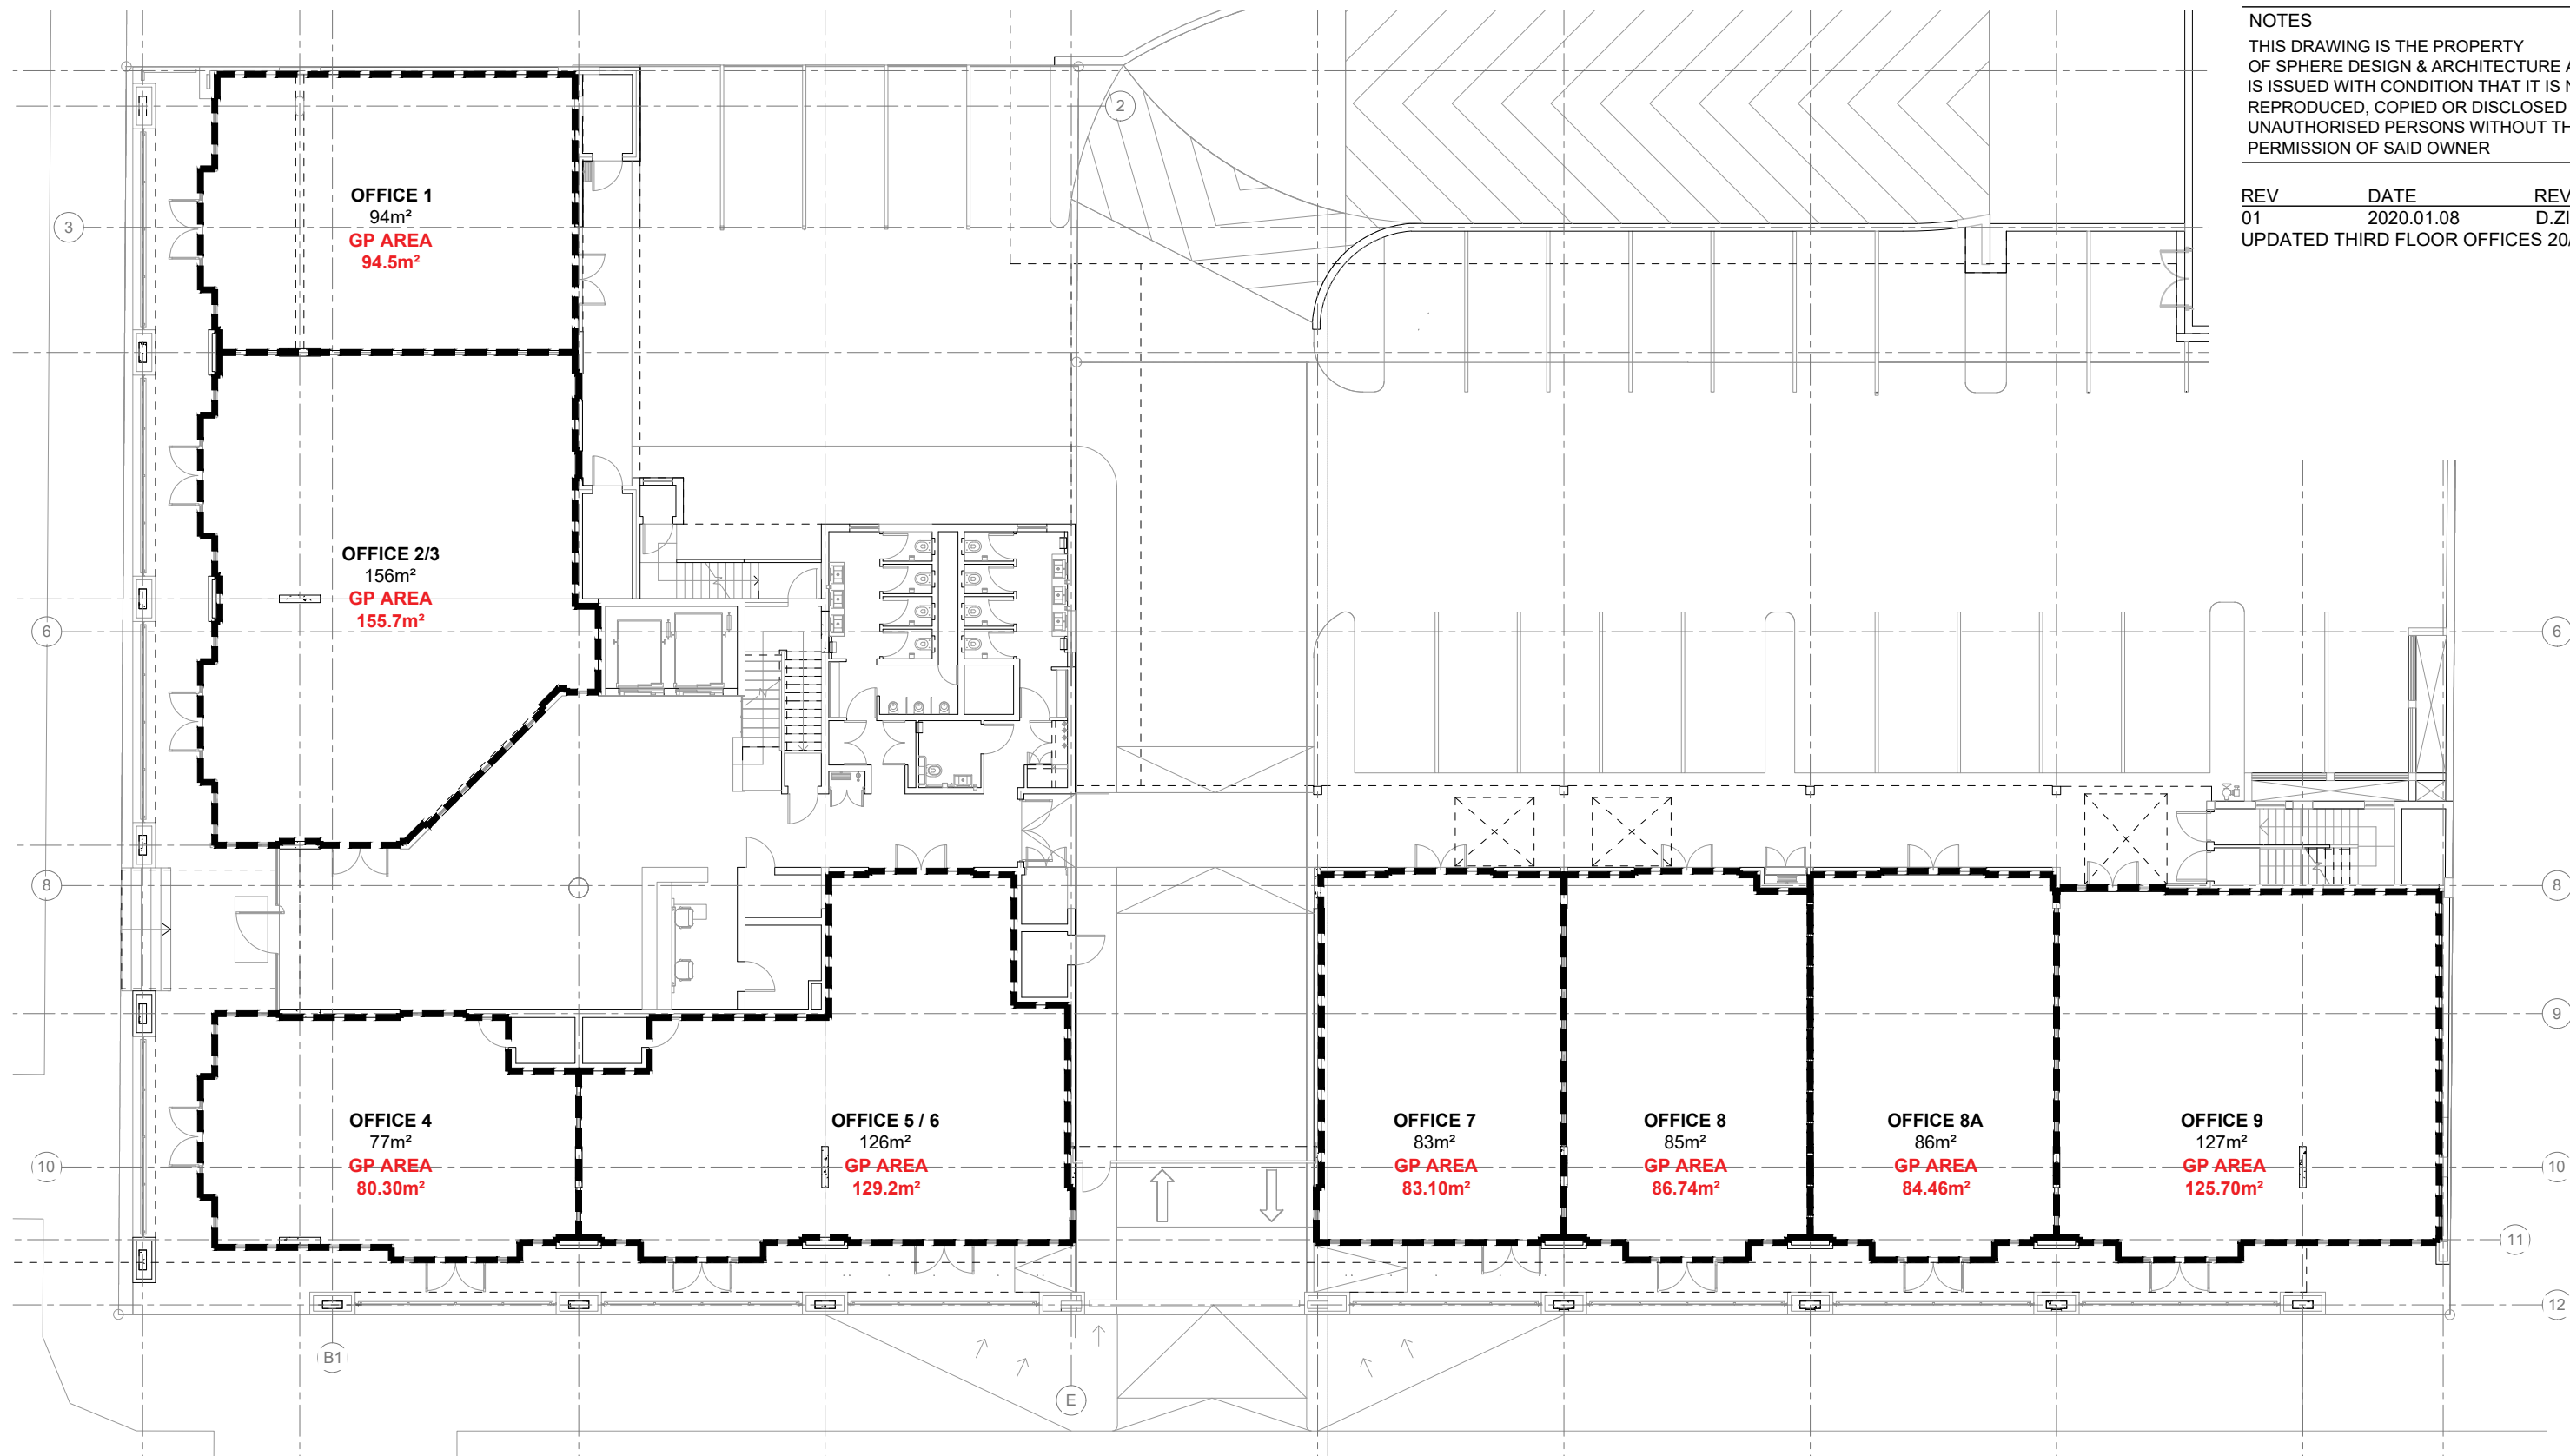 NOTES
THIS DRAWING IS THE PROPERTY
OF SPHERE DESIGN & ARCHITECTURE
IS ISSUED WITH CONDITION THAT IT IS
REPRODUCED, COPIED OR DISCLOSED
UNAUTHORISED PERSONS WITHOUT
PERMISSION OF SAID OWNER
REV DATE REV
01 2020.01.08 D.ZI
UPDATED THIRD FLOOR OFFICES
2
3
OFFICE 1
94m²
GP AREA
94.5m²
OFFICE 2/3
156m²
GP AREA
155.7m²
6
6
8
8
9
OFFICE 4
77m²
GP AREA
80.30m²
OFFICE 5 / 6
126m²
GP AREA
129.2m²
OFFICE 7
83m²
GP AREA
83.10m²
OFFICE 8
85m²
GP AREA
86.74m²
OFFICE 8A
86m²
GP AREA
84.46m²
OFFICE 9
127m²
GP AREA
125.70m²
10
10
11
12
B1
E